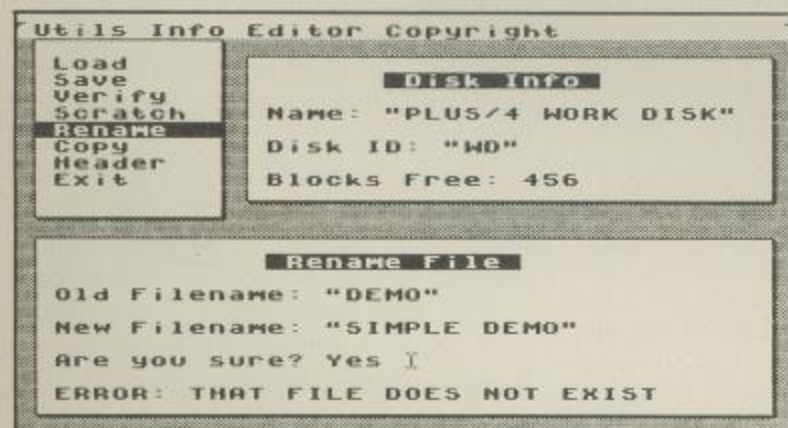 Utils Info Editor Copyright
Load
Save
Verify
Scratch
Rename
Copy
Header
Exit
Disk Info
Name: "PLUS/4 WORK DISK"
Disk ID: "WD"
Blocks Free: 456
Rename File
Old Filename: "DEMO"
New Filename: "SIMPLE DEMO"
Are you sure? Yes
ERROR: THAT FILE DOES NOT EXIST